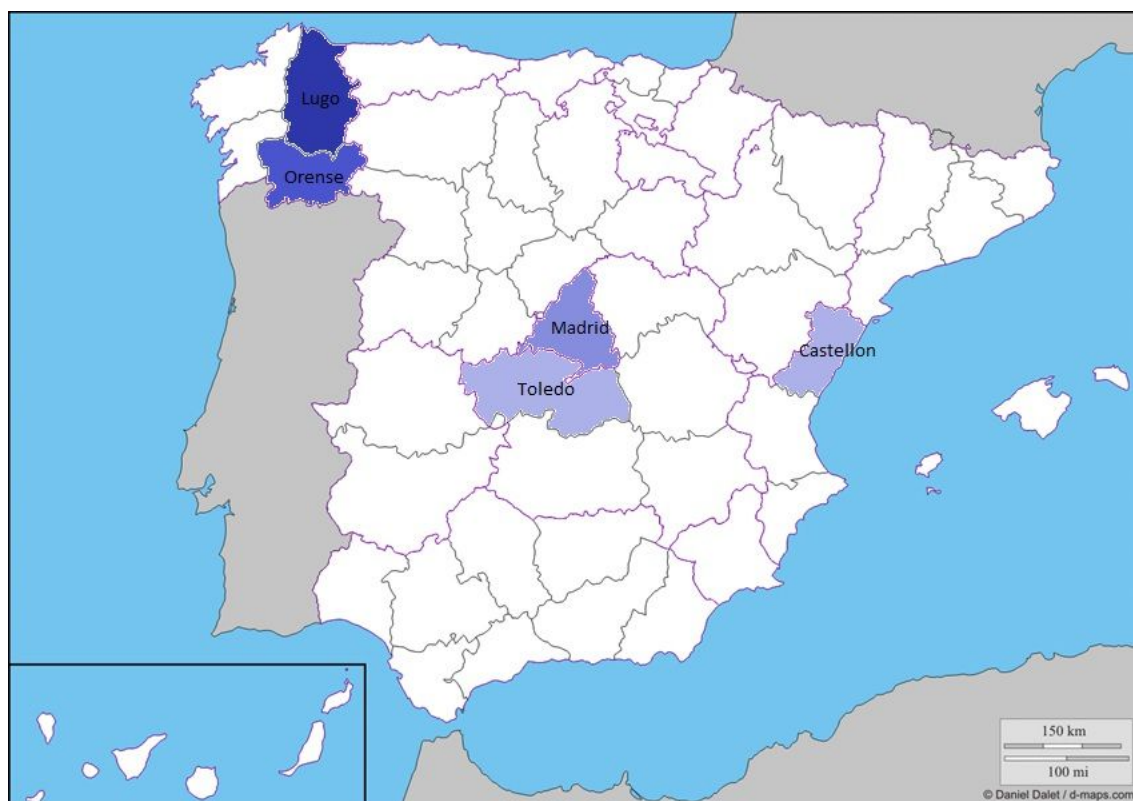 Lugo
Orense
Madrid
Castellon
Toledo
150 km
100 mi
© Daniel Dalet / d-maps.com